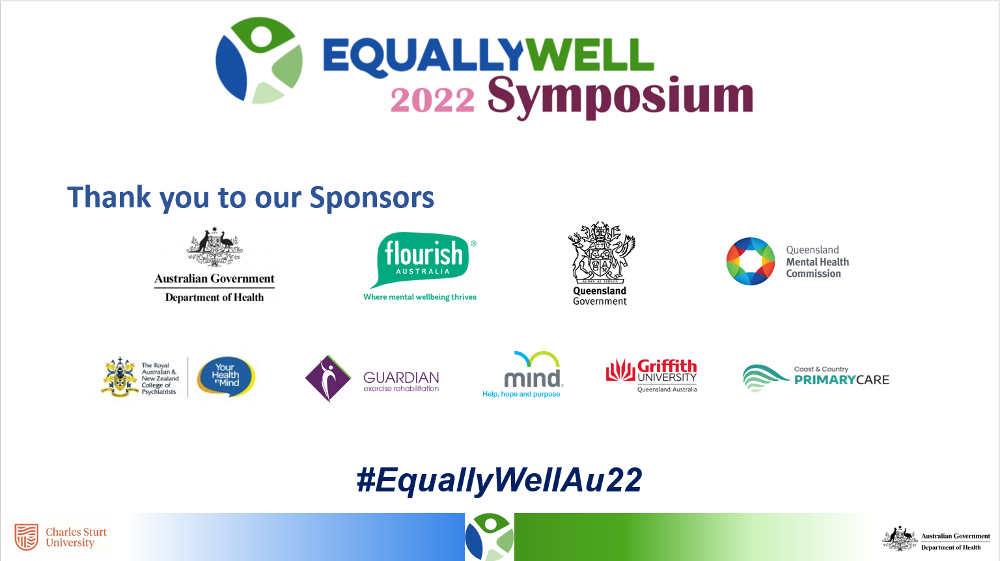 EQUALLYWELL
2022 Symposium
Thank you to our Sponsors
Australian Government
Department of Health
flourish ®
AUSTRALIA
Where mental wellbeing thrives
AUDAX AT FIDELIS
Queensland
Government
Queensland
Mental Health
Commission
The Royal
Australian &
New Zealand
College of
Psychiatrists
Your
Health
in Mind
GUARDIAN
exercise rehabilitation
mind®
Help, hope and purpose
Griffith
UNIVERSITY
Queensland, Australia
Coast & Country
PRIMARYCARE
#EquallyWellAu22
Charles Sturt
University
Australian Government
Department of Health